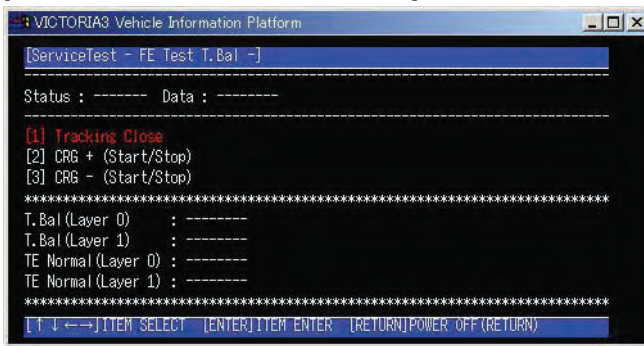 VICTORIA3 Vehicle Information Platform
[ServiceTest - FE Test T.Bal -]
--------------------------------------------------------------------------------
Status : ------- Data : --------
--------------------------------------------------------------------------------
[1] Tracking Close
[2] CRG + (Start/Stop)
[3] CRG - (Start/Stop)
********************************************************************************
T.Bal(Layer 0) : --------
T.Bal(Layer 1) : --------
TE Normal(Layer 0) : --------
TE Normal(Layer 1) : --------
********************************************************************************
[↑↓←→]ITEM SELECT [ENTER]ITEM ENTER [RETURN]POWER OFF(RETURN)